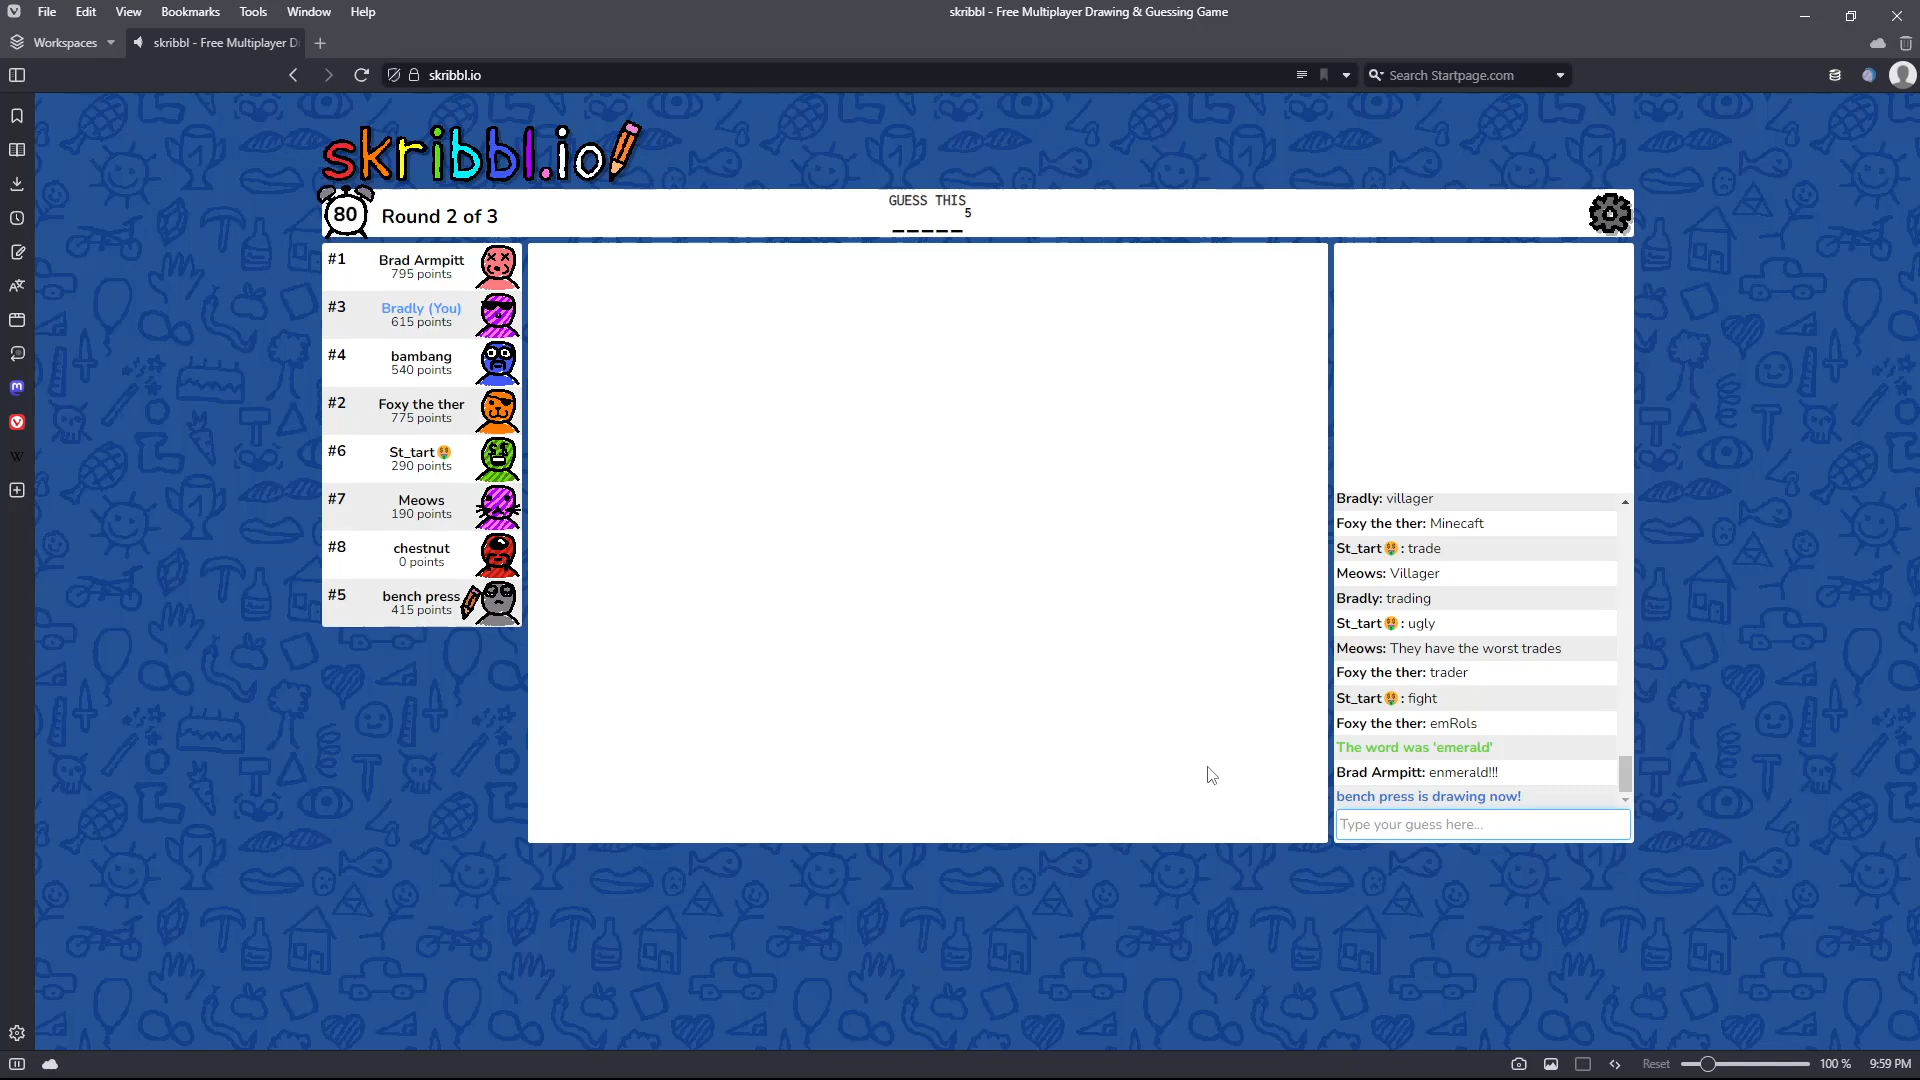 File Edit View Bookmarks Tools Window Help
skribbl - Free Multiplayer Drawing & Guessing Game
Workspaces
skribbl - Free Multiplayer D
skribbl.io
Search Startpage.com
skribbl.io
80
Round 2 of 3
GUESS THIS
5
_____
#1 Brad Armpitt
795 points
#3 Bradly (You)
615 points
#4 bambang
540 points
#2 Foxy the ther
775 points
#6 St_tart🤑
290 points
#7 Meows
190 points
#8 chestnut
0 points
#5 bench press
415 points
Bradly: villager
Foxy the ther: Minecaft
St_tart🤑: trade
Meows: Villager
Bradly: trading
St_tart🤑: ugly
Meows: They have the worst trades
Foxy the ther: trader
St_tart🤑: fight
Foxy the ther: emRols
The word was 'emerald'
Brad Armpitt: enmerald!!!
bench press is drawing now!
Type your guess here...
Reset
100 %
9:59 PM